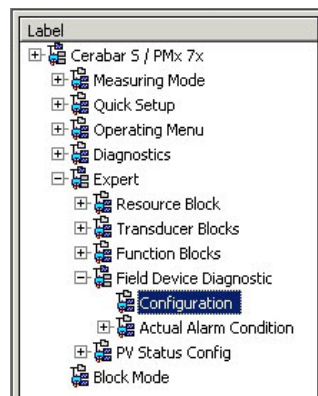 Label
Cerabar S / PMx 7x
Measuring Mode
Quick Setup
Operating Menu
Diagnostics
Expert
Resource Block
Transducer Blocks
Function Blocks
Field Device Diagnostic
Configuration
Actual Alarm Condition
PV Status Config
Block Mode